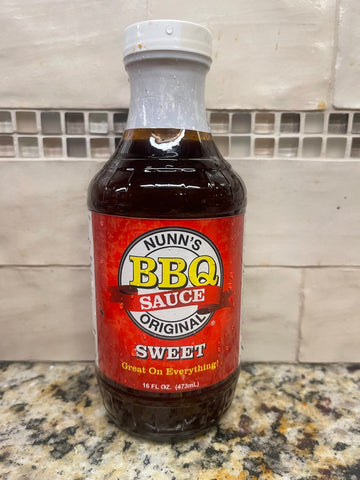 NUNN'S
BBQ
SAUCE
ORIGINAL
®
SWEET
Great On Everything!
16 FL OZ. (473mL)